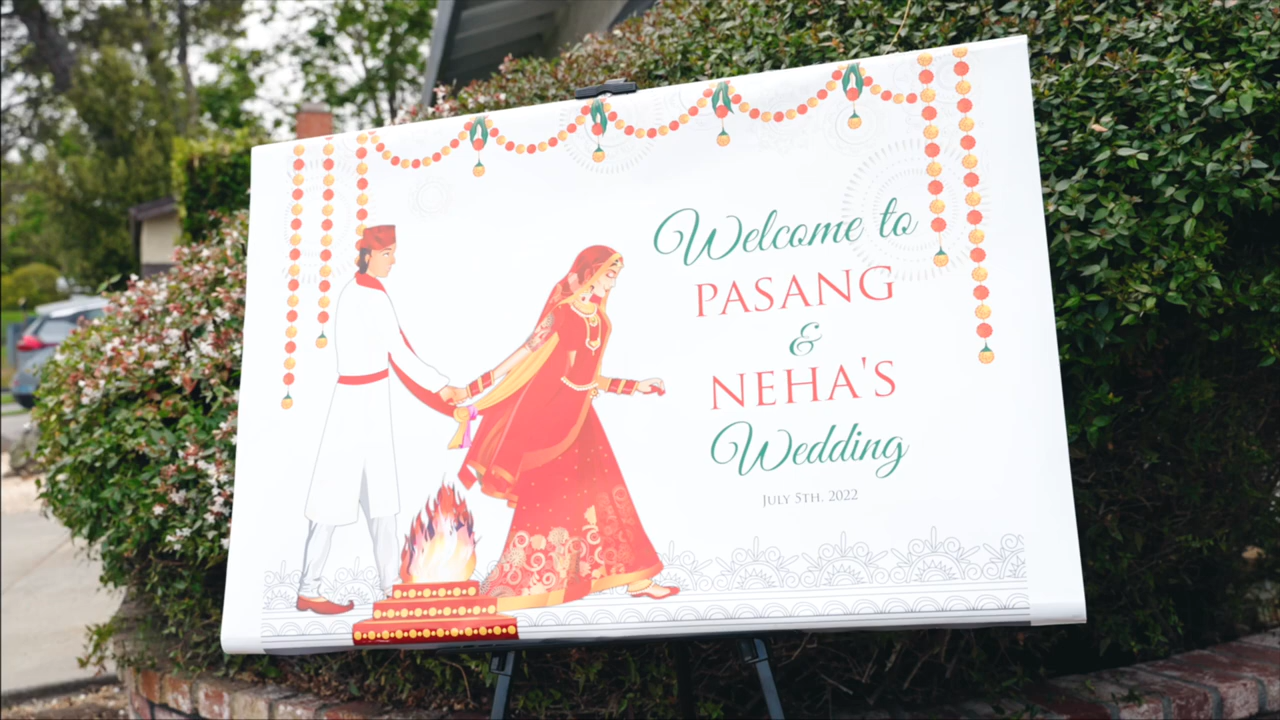 Welcome to
PASANG
&
NEHA'S
Wedding
JULY 5TH, 2022